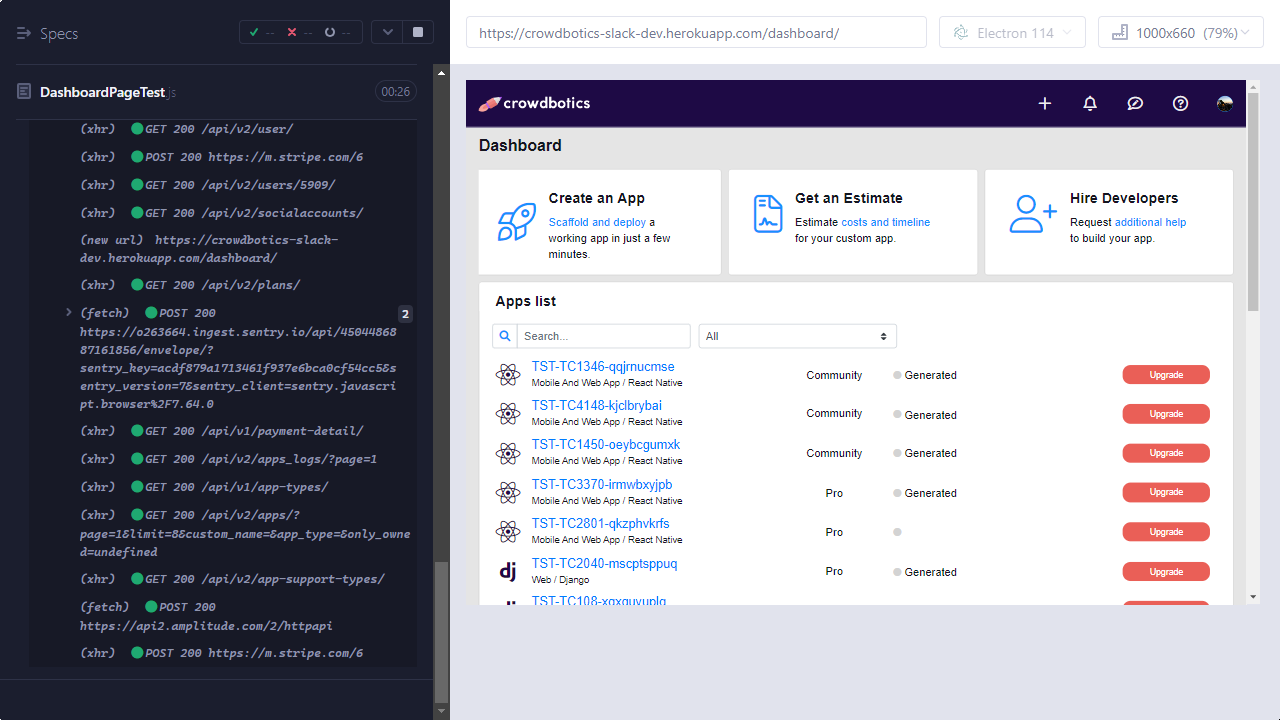 Specs
-- -- --
DashboardPageTest.js
00:26
(xhr) GET 200 /api/v2/user/
(xhr) POST 200 https://m.stripe.com/6
(xhr) GET 200 /api/v2/users/5909/
(xhr) GET 200 /api/v2/socialaccounts/
(new url) https://crowdbotics-slack-
dev.herokuapp.com/dashboard/
(xhr) GET 200 /api/v2/plans/
(fetch) POST 200
2
https://o263664.ingest.sentry.io/api/45044868
87161856/envelope/?
sentry_key=acdf879a1713461f937e6bca0cf54cc5&s
entry_version=7&sentry_client=sentry.javascri
pt.browser%2F7.64.0
(xhr) GET 200 /api/v1/payment-detail/
(xhr) GET 200 /api/v2/apps_logs/?page=1
(xhr) GET 200 /api/v1/app-types/
(xhr) GET 200 /api/v2/apps/?
page=1&limit=8&custom_name=&app_type=&only_owne
d=undefined
(xhr) GET 200 /api/v2/app-support-types/
(fetch) POST 200
https://api2.amplitude.com/2/httpapi
(xhr) POST 200 https://m.stripe.com/6
https://crowdbotics-slack-dev.herokuapp.com/dashboard/
Electron 114
1000x660 (79%)
crowdbotics
Dashboard
Create an App
Scaffold and deploy a
working app in just a few
minutes.
Get an Estimate
Estimate costs and timeline
for your custom app.
Hire Developers
Request additional help
to build your app.
Apps list
Search...
All
TST-TC1346-qqjrnucmse
Mobile And Web App / React Native
Community
Generated
Upgrade
TST-TC4148-kjclbrybai
Mobile And Web App / React Native
Community
Generated
Upgrade
TST-TC1450-oeybcgumxk
Mobile And Web App / React Native
Community
Generated
Upgrade
TST-TC3370-irmwbxyjpb
Mobile And Web App / React Native
Pro
Generated
Upgrade
TST-TC2801-qkzphvkrfs
Mobile And Web App / React Native
Pro
Upgrade
dj
TST-TC2040-mscptsppuq
Web / Django
Pro
Generated
Upgrade